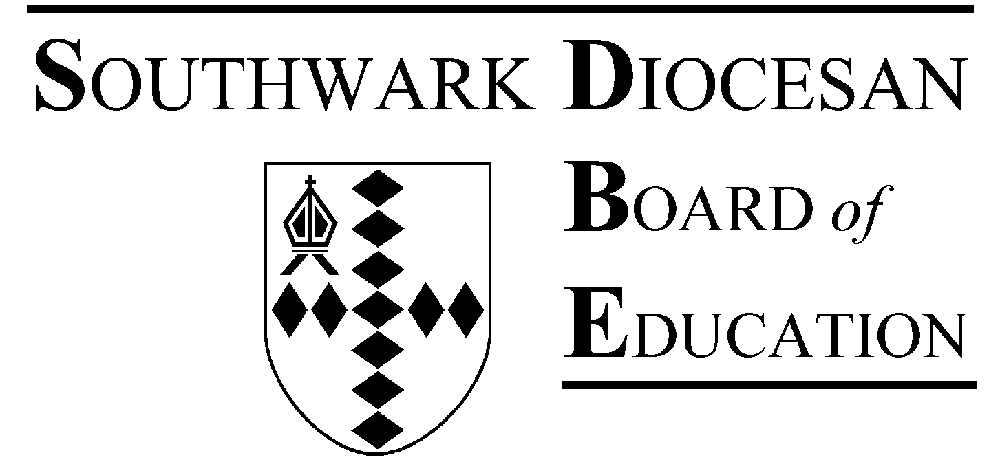 SOUTHWARK DIOCESAN
BOARD of
EDUCATION